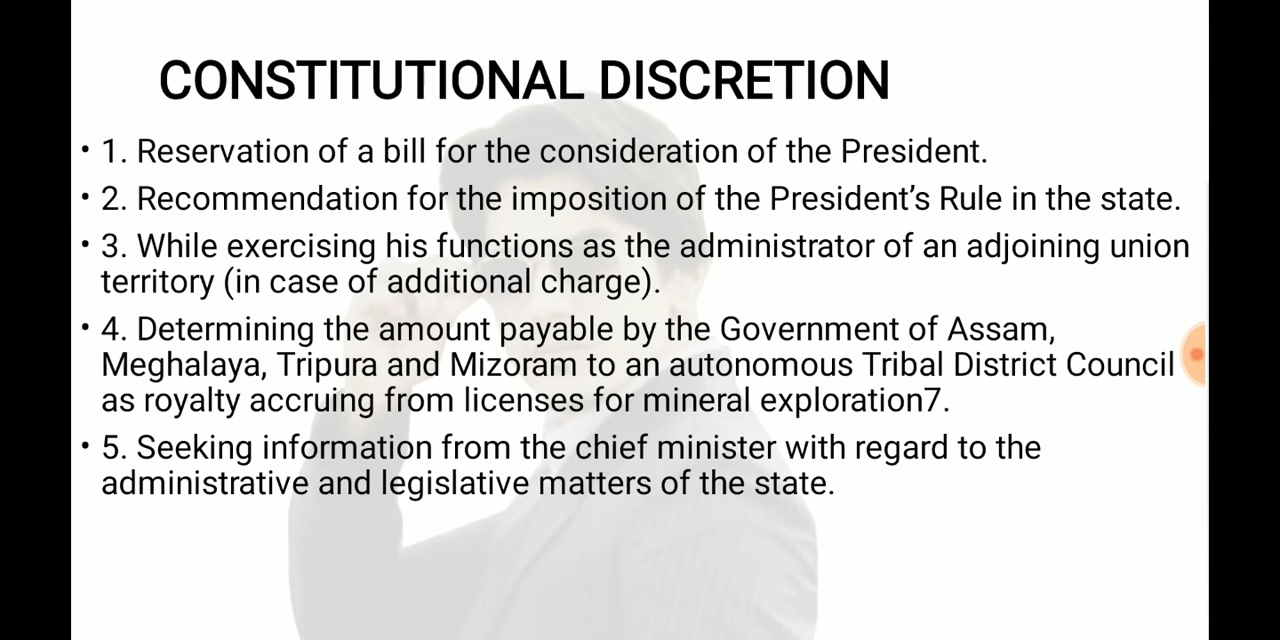 CONSTITUTIONAL DISCRETION
• 1. Reservation of a bill for the consideration of the President.
• 2. Recommendation for the imposition of the President’s Rule in the state.
• 3. While exercising his functions as the administrator of an adjoining union
territory (in case of additional charge).
• 4. Determining the amount payable by the Government of Assam,
Meghalaya, Tripura and Mizoram to an autonomous Tribal District Council
as royalty accruing from licenses for mineral exploration7.
• 5. Seeking information from the chief minister with regard to the
administrative and legislative matters of the state.